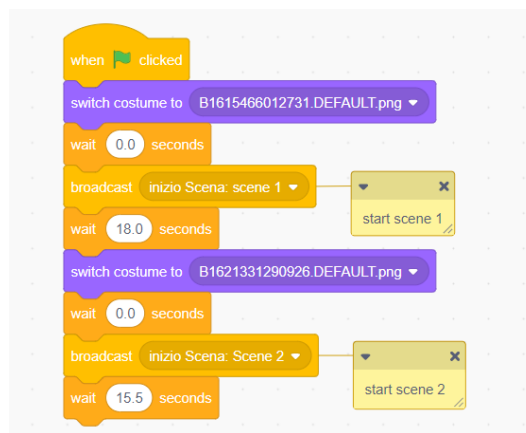 when clicked
switch costume to B1615466012731.DEFAULT.png
wait 0.0 seconds
broadcast inizio Scena: scene 1
start scene 1
wait 18.0 seconds
switch costume to B1621331290926.DEFAULT.png
wait 0.0 seconds
broadcast inizio Scena: Scene 2
start scene 2
wait 15.5 seconds